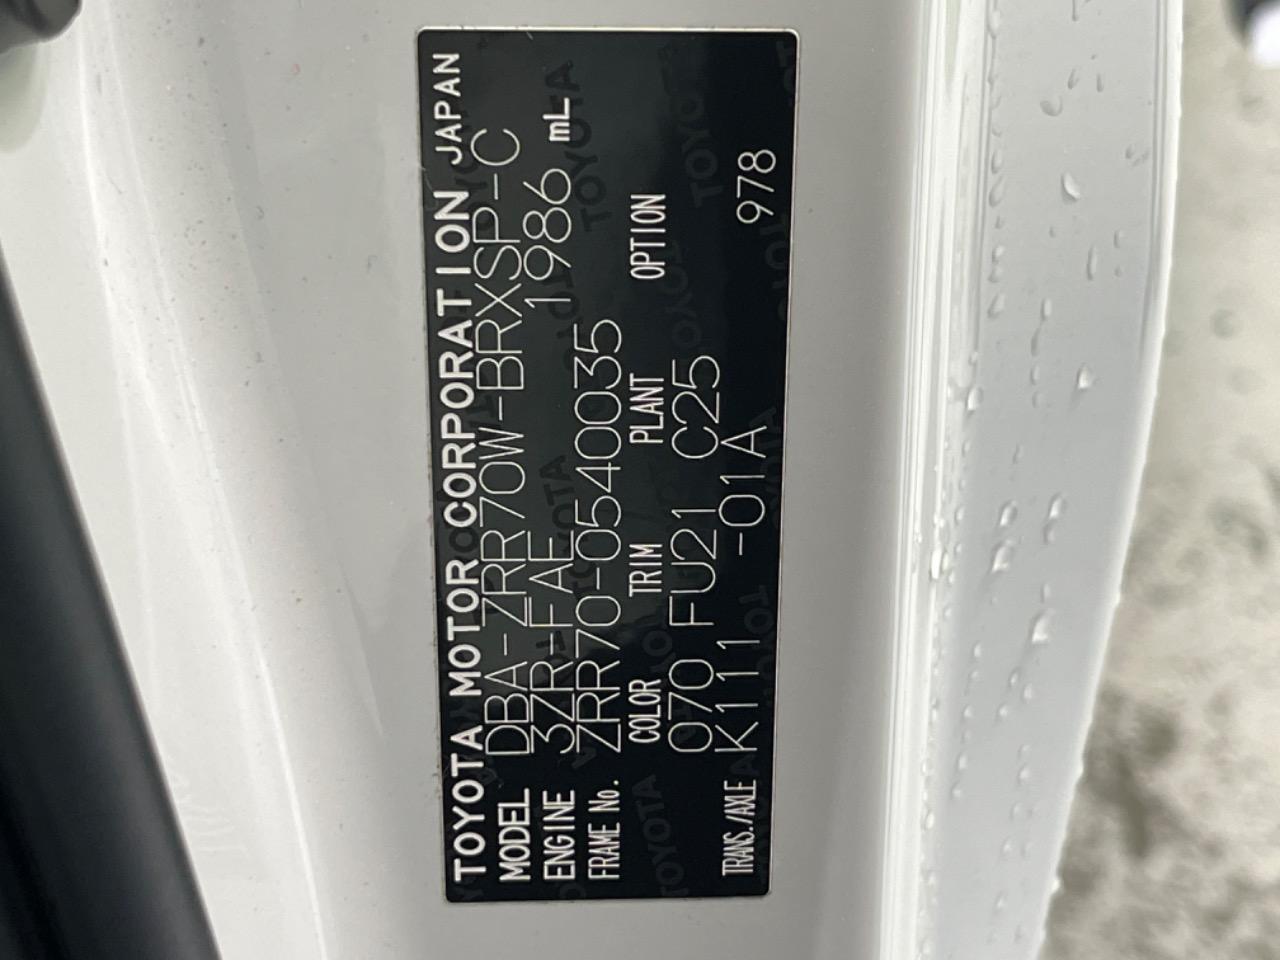 TOYOTA MOTOR CORPORATION JAPAN
MODEL DBA-ZRR70W-BRXSP-C
ENGINE 3ZR-FAE 1986 mL
FRAME No. ZRR70-0540035
COLOR TRIM PLANT OPTION
070 FU21 C25
TRANS./AXLE K111 -01A 978